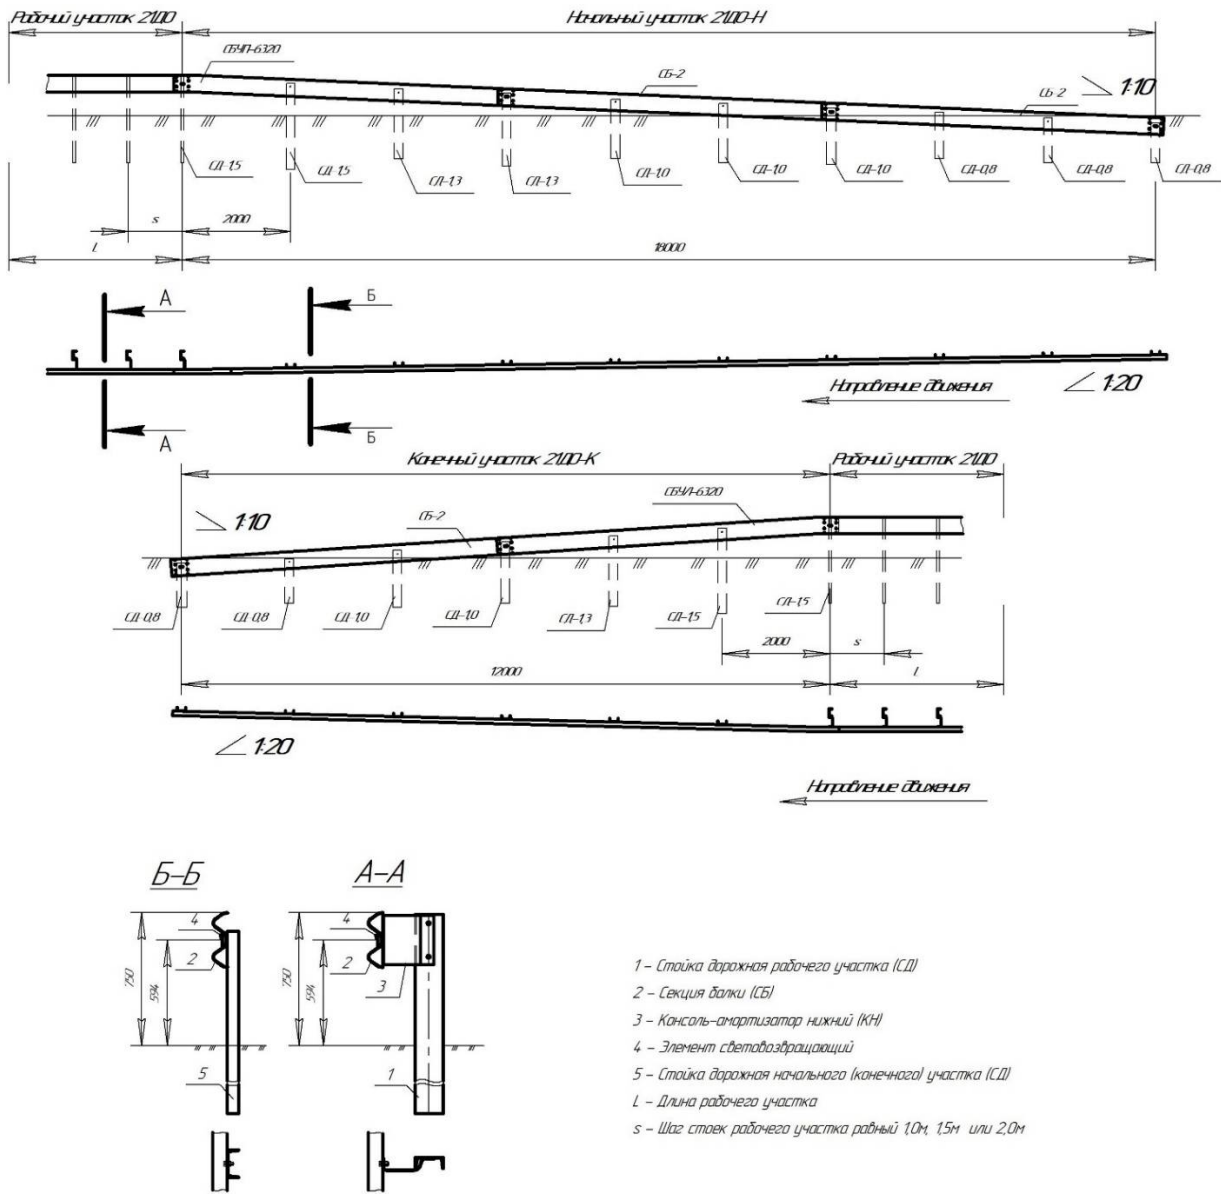 Рабочий участок 21ДО
Начальный участок 21ДО-Н
СБУП-6320
СБ-2
СБ-2
1:10
СД-1,5
СД-1,5
СД-1,3
СД-1,3
СД-1,0
СД-1,0
СД-1,0
СД-0,8
СД-0,8
СД-0,8
s
2000
L
18000
А
Б
Направление движения
1:20
А
Б
Конечный участок 21ДО-К
Рабочий участок 21ДО
1:10
СБ-2
СБУЛ-6320
СД-0,8
СД-0,8
СД-1,0
СД-1,0
СД-1,3
СД-1,5
СД-1,5
2000
s
12000
L
1:20
Направление движения
Б-Б
А-А
4
2
750
594
5
4
2
3
750
594
1
1 - Стойка дорожная рабочего участка (СД)
2 - Секция балки (СБ)
3 - Консоль-амортизатор нижний (КН)
4 - Элемент световозвращающий
5 - Стойка дорожная начального (конечного) участка (СД)
L - Длина рабочего участка
s - Шаг стоек рабочего участка равный 1,0м, 1,5м или 2,0м